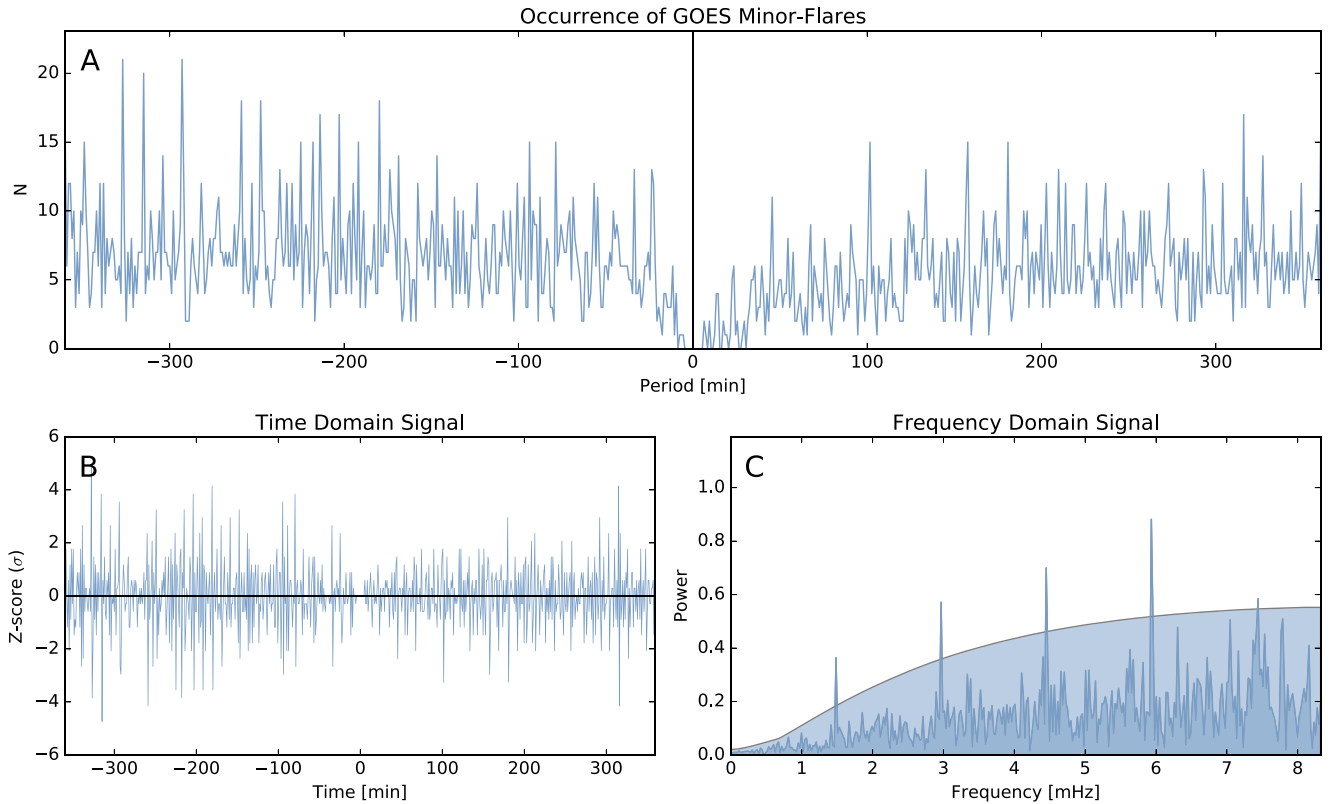 Occurrence of GOES Minor-Flares
A
20
15
10
5
0
N
−300 −200 −100 0 100 200 300
Period [min]
Time Domain Signal
B
6
4
2
0
−2
−4
−6
Z-score (σ)
−300 −200 −100 0 100 200 300
Time [min]
Frequency Domain Signal
C
1.0
0.8
0.6
0.4
0.2
0.0
Power
0 1 2 3 4 5 6 7 8
Frequency [mHz]